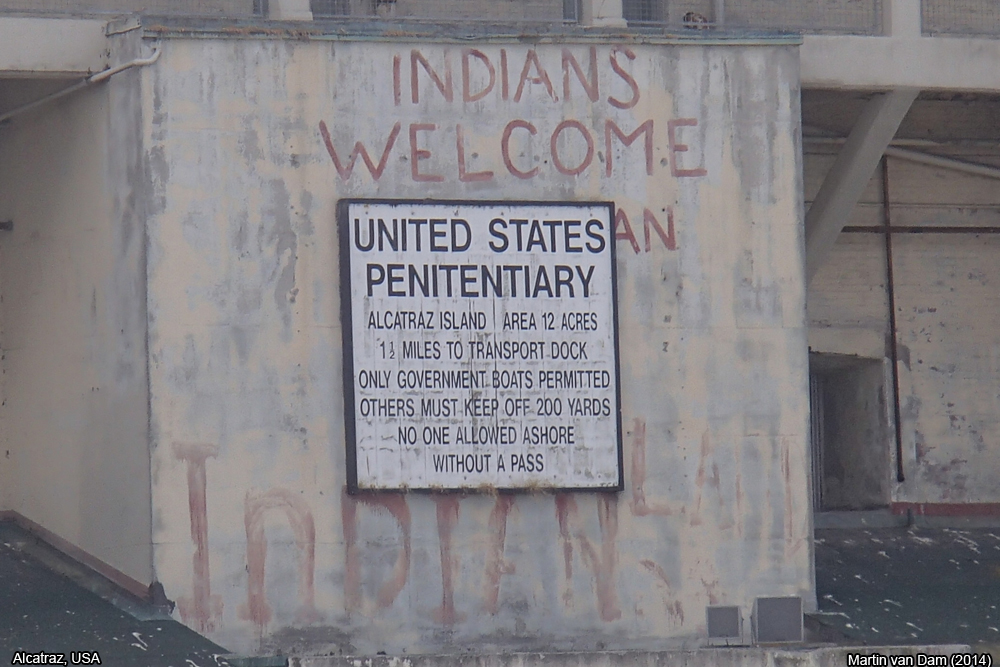 INDIANS
WELCOME
UNITED STATES
PENITENTIARY
ALCATRAZ ISLAND AREA 12 ACRES
1½ MILES TO TRANSPORT DOCK
ONLY GOVERNMENT BOATS PERMITTED
OTHERS MUST KEEP OFF 200 YARDS
NO ONE ALLOWED ASHORE
WITHOUT A PASS
INDIAN
Alcatraz, USA
Martin van Dam (2014)